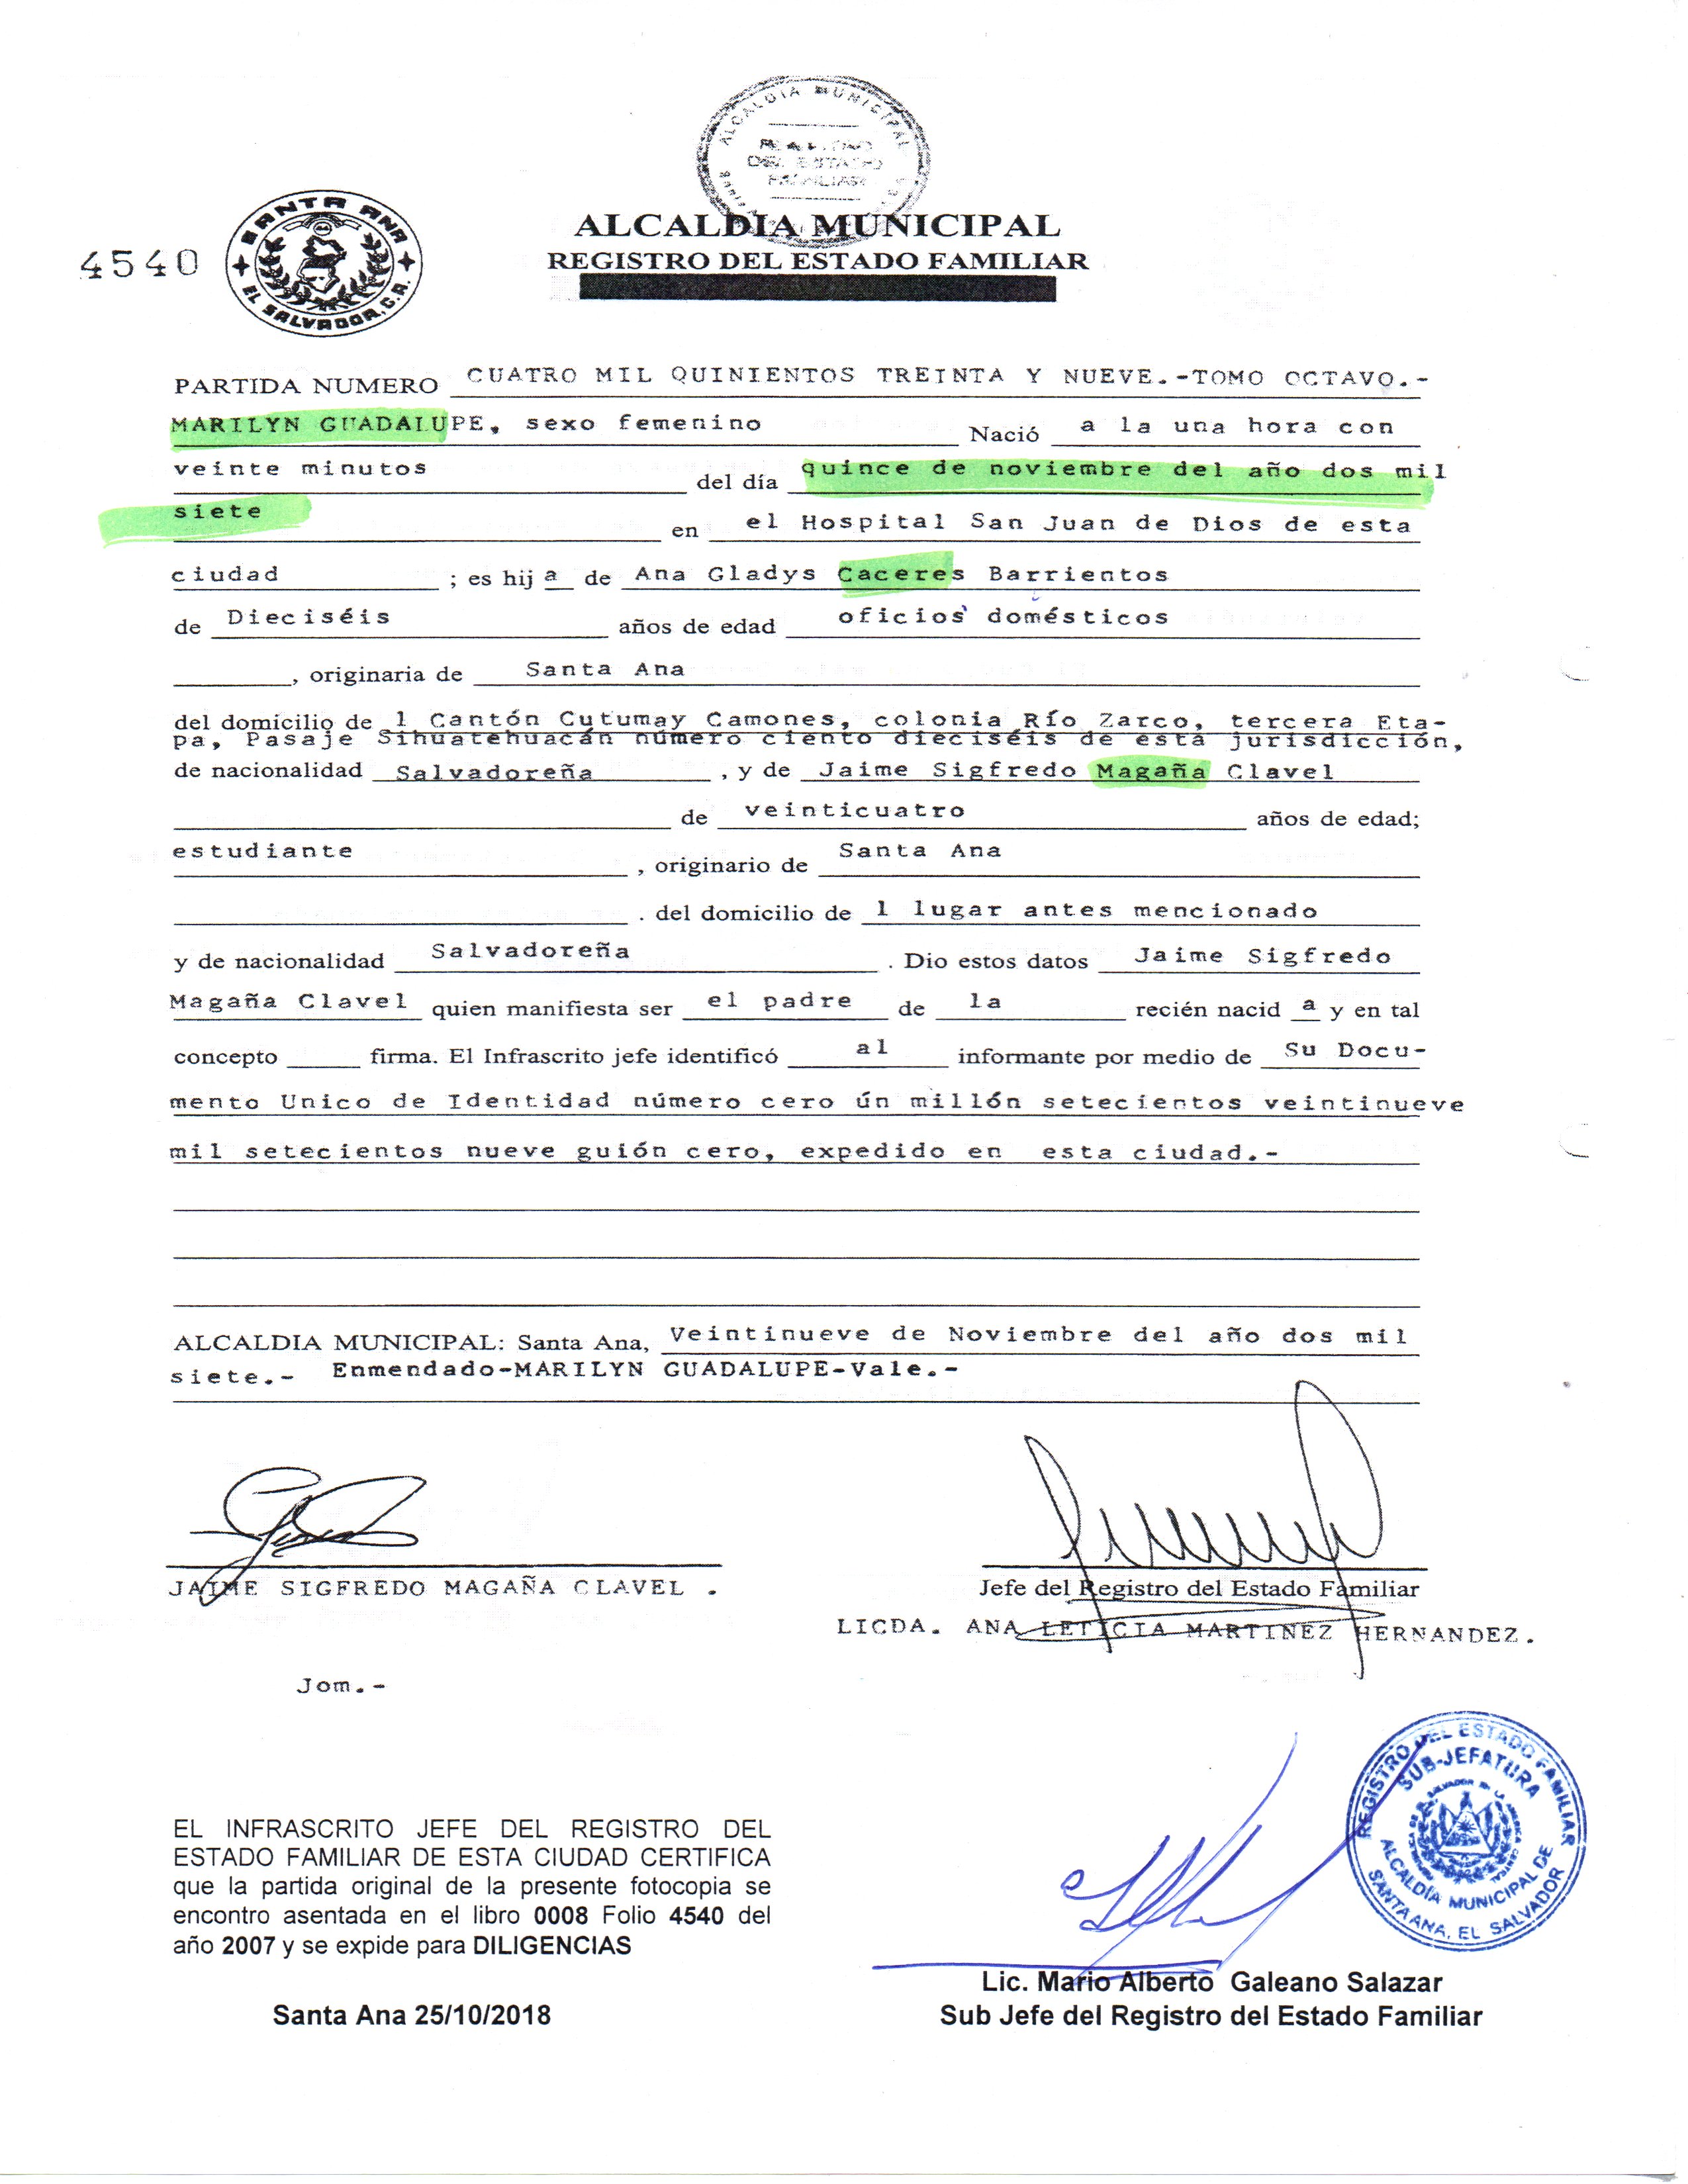 ALCALDIA MUNICIPAL
DEL ESTADO
FAMILIAR
SANTA ANA
EL SALVADOR, C.A.
4540
ALCALDIA MUNICIPAL
REGISTRO DEL ESTADO FAMILIAR
PARTIDA NUMERO CUATRO MIL QUINIENTOS TREINTA Y NUEVE.-TOMO OCTAVO.-
MARILYN GUADALUPE, sexo femenino Nació a la una hora con
veinte minutos del día quince de noviembre del año dos mil
siete en el Hospital San Juan de Dios de esta
ciudad ; es hij a de Ana Gladys Caceres Barrientos
de Dieciséis años de edad oficios domésticos
, originaria de Santa Ana
del domicilio de l Cantón Cutumay Camones, colonia Río Zarco, tercera Eta-
pa, Pasaje Sihuatehuacán número ciento dieciséis de esta jurisdicción,
de nacionalidad Salvadoreña , y de Jaime Sigfredo Magaña Clavel
de veinticuatro años de edad;
estudiante , originario de Santa Ana
. del domicilio de l lugar antes mencionado
y de nacionalidad Salvadoreña . Dio estos datos Jaime Sigfredo
Magaña Clavel quien manifiesta ser el padre de la recién nacid a y en tal
concepto firma. El Infrascrito jefe identificó al informante por medio de Su Docu-
mento Unico de Identidad número cero ún millón setecientos veintinueve
mil setecientos nueve guión cero, expedido en esta ciudad.-
ALCALDIA MUNICIPAL: Santa Ana, Veintinueve de Noviembre del año dos mil
siete.- Enmendado-MARILYN GUADALUPE-Vale.-
JAIME SIGFREDO MAGAÑA CLAVEL .
Jefe del Registro del Estado Familiar
LICDA. ANA LETICIA MARTINEZ HERNANDEZ.
Jom.-
REGISTRO DEL ESTADO FAMILIAR
SUB-JEFATURA
ALCALDÍA MUNICIPAL DE
SANTA ANA, EL SALVADOR
EL INFRASCRITO JEFE DEL REGISTRO DEL
ESTADO FAMILIAR DE ESTA CIUDAD CERTIFICA
que la partida original de la presente fotocopia se
encontro asentada en el libro 0008 Folio 4540 del
año 2007 y se expide para DILIGENCIAS
Santa Ana 25/10/2018
Lic. Mario Alberto Galeano Salazar
Sub Jefe del Registro del Estado Familiar